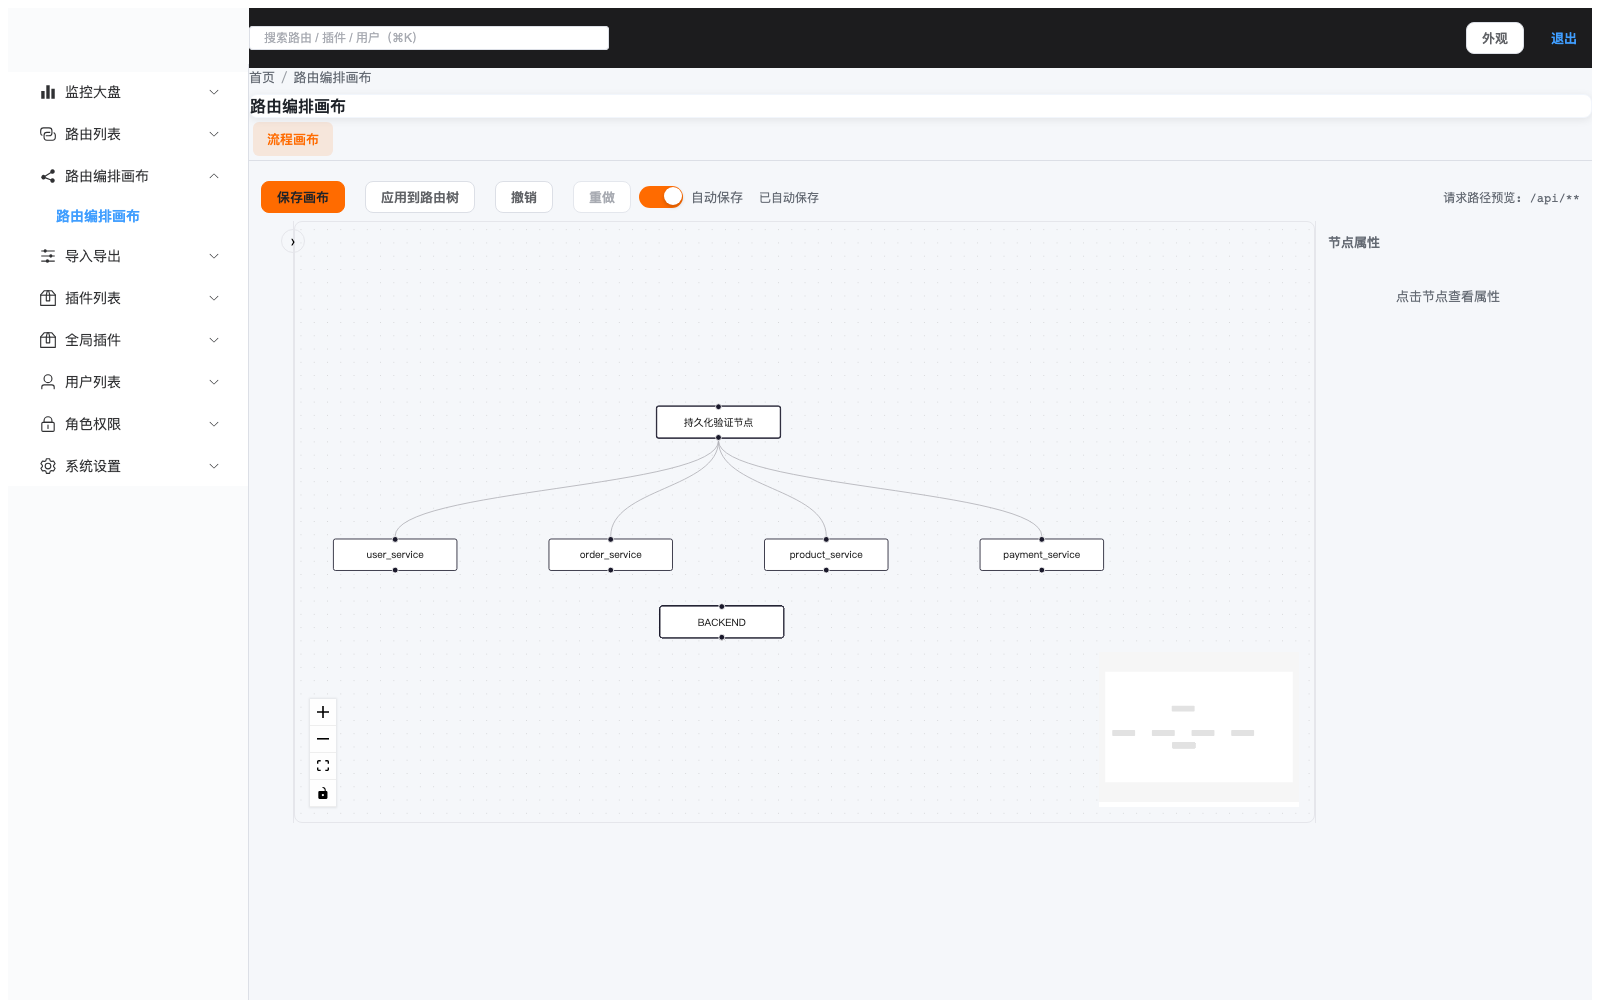 搜索路由 / 插件 / 用户（⌘K）
外观
退出
监控大盘
路由列表
路由编排画布
路由编排画布
导入导出
插件列表
全局插件
用户列表
角色权限
系统设置
首页 / 路由编排画布
路由编排画布
流程画布
保存画布
应用到路由树
撤销
重做
自动保存
已自动保存
请求路径预览: /api/**
节点属性
点击节点查看属性
持久化验证节点
user_service
order_service
product_service
payment_service
BACKEND